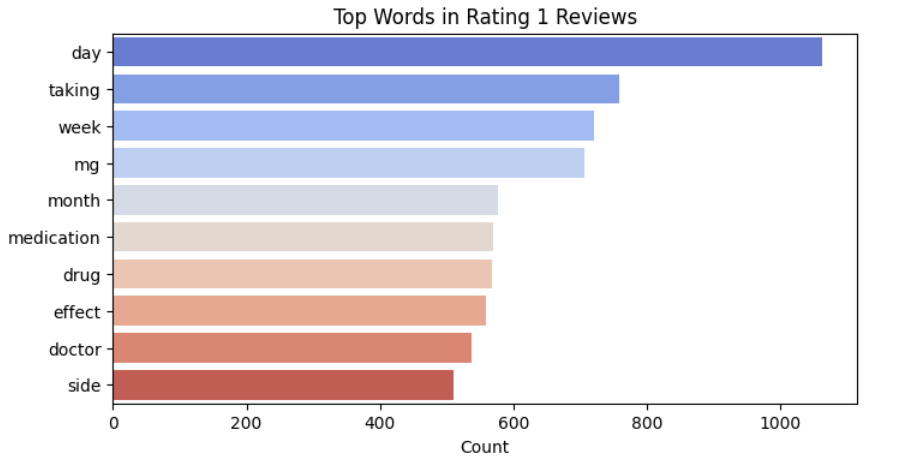 Top Words in Rating 1 Reviews
day
taking
week
mg
month
medication
drug
effect
doctor
side
0 200 400 600 800 1000
Count